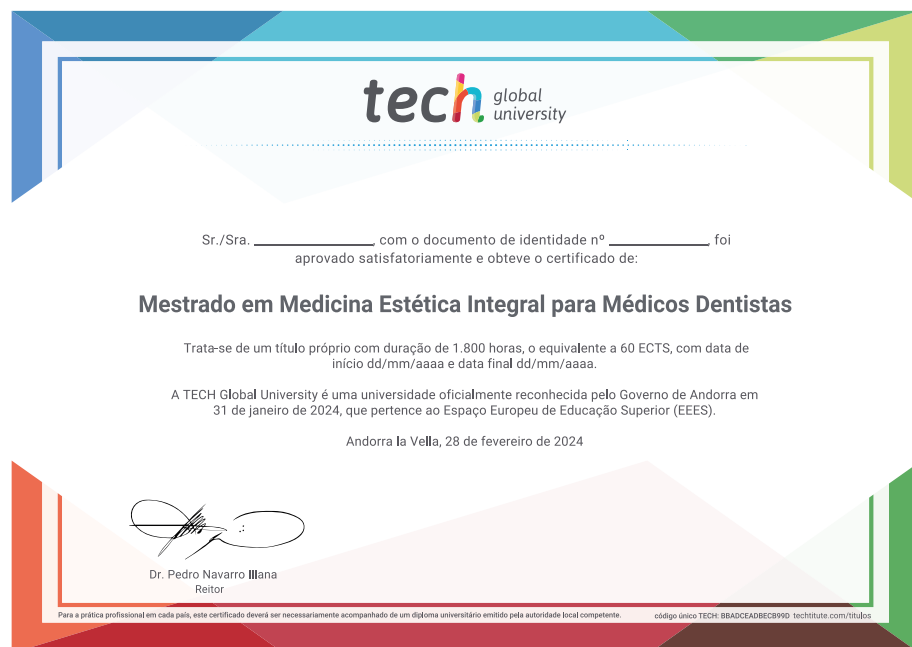 tech global university
Sr./Sra. ____________, com o documento de identidade nº ____________, foi
aprovado satisfatoriamente e obteve o certificado de:
Mestrado em Medicina Estética Integral para Médicos Dentistas
Trata-se de um título próprio com duração de 1.800 horas, o equivalente a 60 ECTS, com data de
início dd/mm/aaaa e data final dd/mm/aaaa.
A TECH Global University é uma universidade oficialmente reconhecida pelo Governo de Andorra em
31 de janeiro de 2024, que pertence ao Espaço Europeu de Educação Superior (EEES).
Andorra la Vella, 28 de fevereiro de 2024
Dr. Pedro Navarro Illana
Reitor
Para a prática profissional em cada país, este certificado deverá ser necessariamente acompanhado de um diploma universitário emitido pela autoridade local competente.
código único TECH: BBADCEADBECB99D techtitute.com/titulos